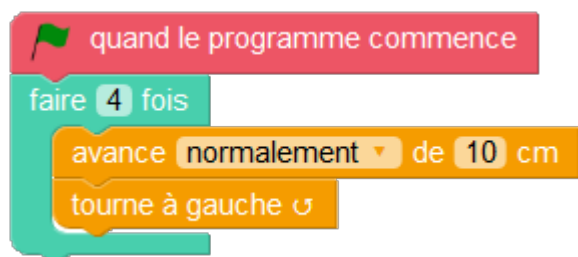 quand le programme commence
faire 4 fois
avance normalement de 10 cm
tourne à gauche ↺